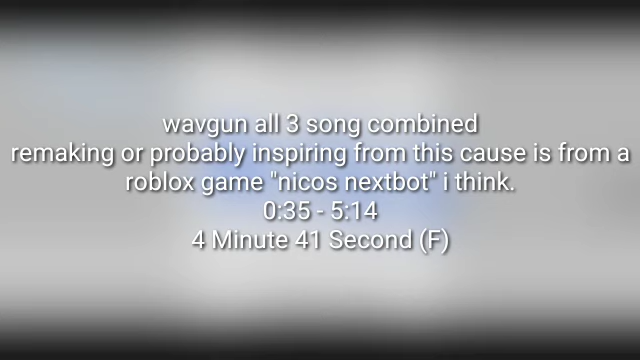 wavgun all 3 song combined
remaking or probably inspiring from this cause is from a
roblox game "nicos nextbot" i think.
0:35 - 5:14
4 Minute 41 Second (F)